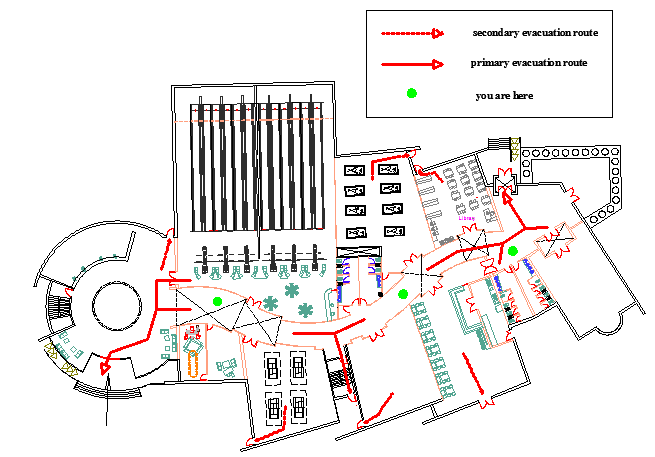 secondary evacuation route
primary evacuation route
you are here
Library